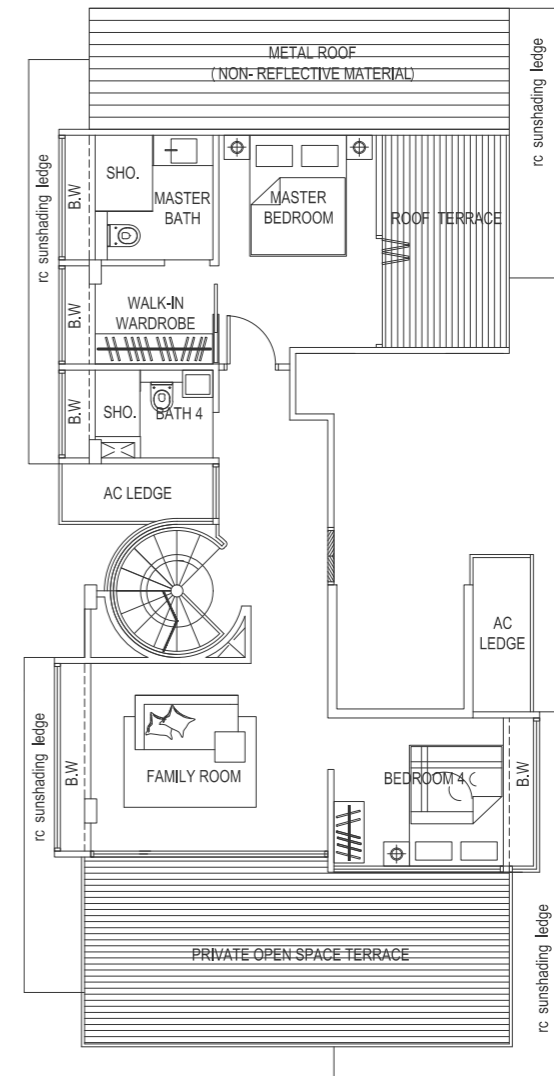 METAL ROOF
( NON- REFLECTIVE MATERIAL)
rc sunshading ledge
rc sunshading ledge
B.W
SHO.
MASTER
BATH
MASTER
BEDROOM
ROOF TERRACE
B.W
WALK-IN
WARDROBE
B.W
SHO.
BATH 4
AC LEDGE
AC
LEDGE
rc sunshading ledge
B.W
FAMILY ROOM
BEDROOM 4
B.W
PRIVATE OPEN SPACE TERRACE
rc sunshading ledge